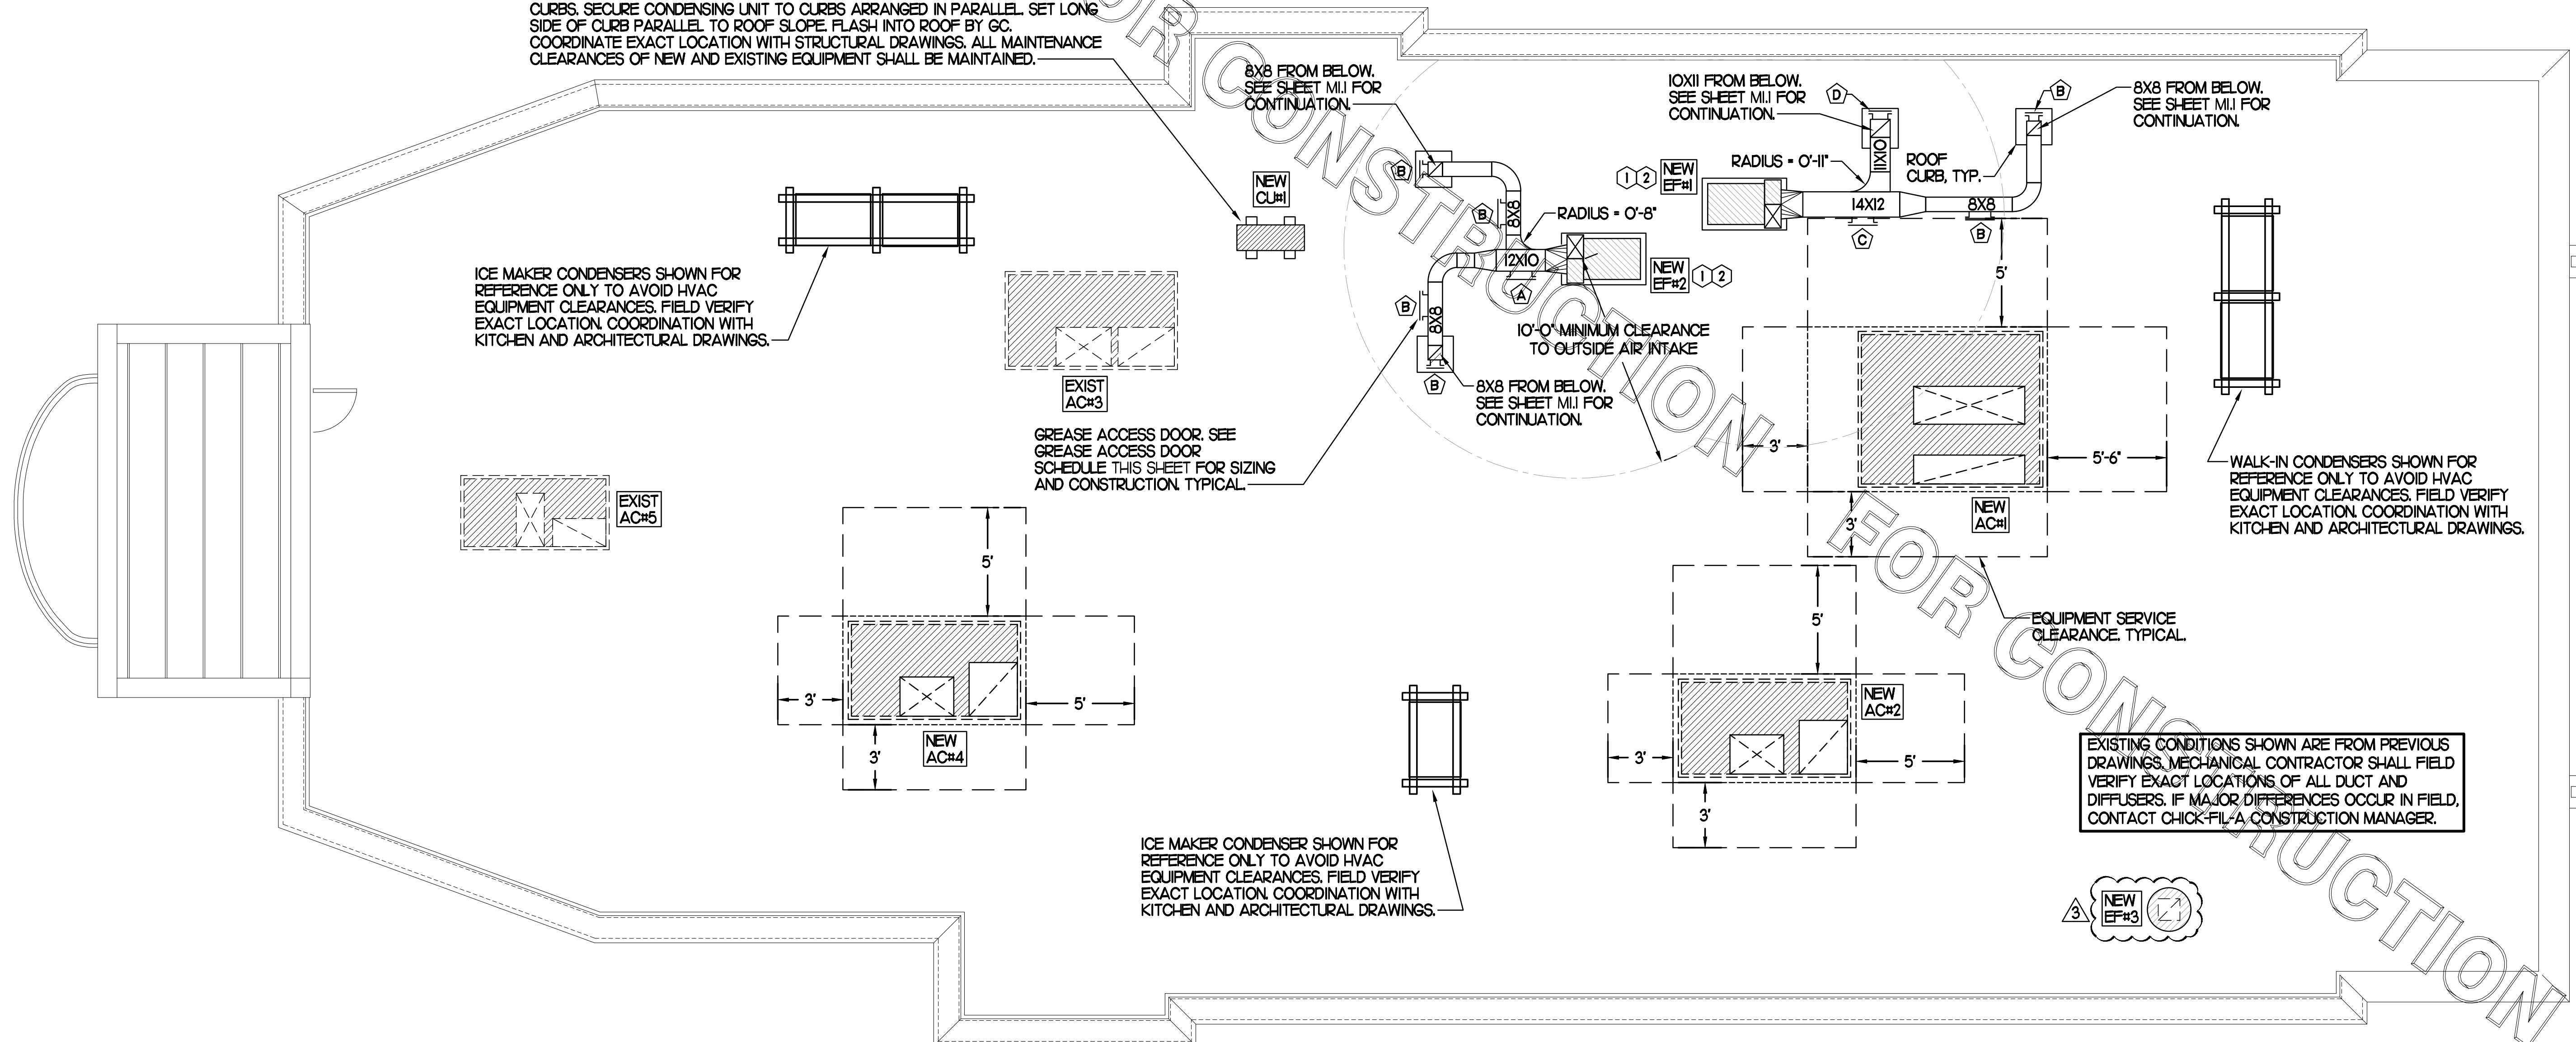 CURBS. SECURE CONDENSING UNIT TO CURBS ARRANGED IN PARALLEL. SET LONG
SIDE OF CURB PARALLEL TO ROOF SLOPE. FLASH INTO ROOF BY GC.
COORDINATE EXACT LOCATION WITH STRUCTURAL DRAWINGS. ALL MAINTENANCE
CLEARANCES OF NEW AND EXISTING EQUIPMENT SHALL BE MAINTAINED.
8X8 FROM BELOW.
SEE SHEET M1.1 FOR
CONTINUATION.
10X11 FROM BELOW.
SEE SHEET M1.1 FOR
CONTINUATION.
D
B
8X8 FROM BELOW.
SEE SHEET M1.1 FOR
CONTINUATION.
RADIUS = 0'-11"
11X10
ROOF
CURB, TYP.
1 2
NEW
EF#1
14X12
8X8
C
B
NEW
CU#1
B
B
8X8
RADIUS = 0'-8"
12X10
A
NEW
EF#2
1 2
B
8X8
B
10'-0" MINIMUM CLEARANCE
TO OUTSIDE AIR INTAKE
8X8 FROM BELOW.
SEE SHEET M1.1 FOR
CONTINUATION.
ICE MAKER CONDENSERS SHOWN FOR
REFERENCE ONLY TO AVOID HVAC
EQUIPMENT CLEARANCES. FIELD VERIFY
EXACT LOCATION. COORDINATION WITH
KITCHEN AND ARCHITECTURAL DRAWINGS.
EXIST
AC#3
GREASE ACCESS DOOR. SEE
GREASE ACCESS DOOR
SCHEDULE THIS SHEET FOR SIZING
AND CONSTRUCTION. TYPICAL.
EXIST
AC#5
5'
3'
5'-6"
3'
NEW
AC#1
WALK-IN CONDENSERS SHOWN FOR
REFERENCE ONLY TO AVOID HVAC
EQUIPMENT CLEARANCES. FIELD VERIFY
EXACT LOCATION. COORDINATION WITH
KITCHEN AND ARCHITECTURAL DRAWINGS.
EQUIPMENT SERVICE
CLEARANCE. TYPICAL.
5'
3'
5'
3'
NEW
AC#4
5'
3'
5'
3'
NEW
AC#2
EXISTING CONDITIONS SHOWN ARE FROM PREVIOUS
DRAWINGS. MECHANICAL CONTRACTOR SHALL FIELD
VERIFY EXACT LOCATIONS OF ALL DUCT AND
DIFFUSERS. IF MAJOR DIFFERENCES OCCUR IN FIELD,
CONTACT CHICK-FIL-A CONSTRUCTION MANAGER.
ICE MAKER CONDENSER SHOWN FOR
REFERENCE ONLY TO AVOID HVAC
EQUIPMENT CLEARANCES. FIELD VERIFY
EXACT LOCATION. COORDINATION WITH
KITCHEN AND ARCHITECTURAL DRAWINGS.
3
NEW
EF#3
OR CONSTRUCTION
FOR CONSTRUCTION